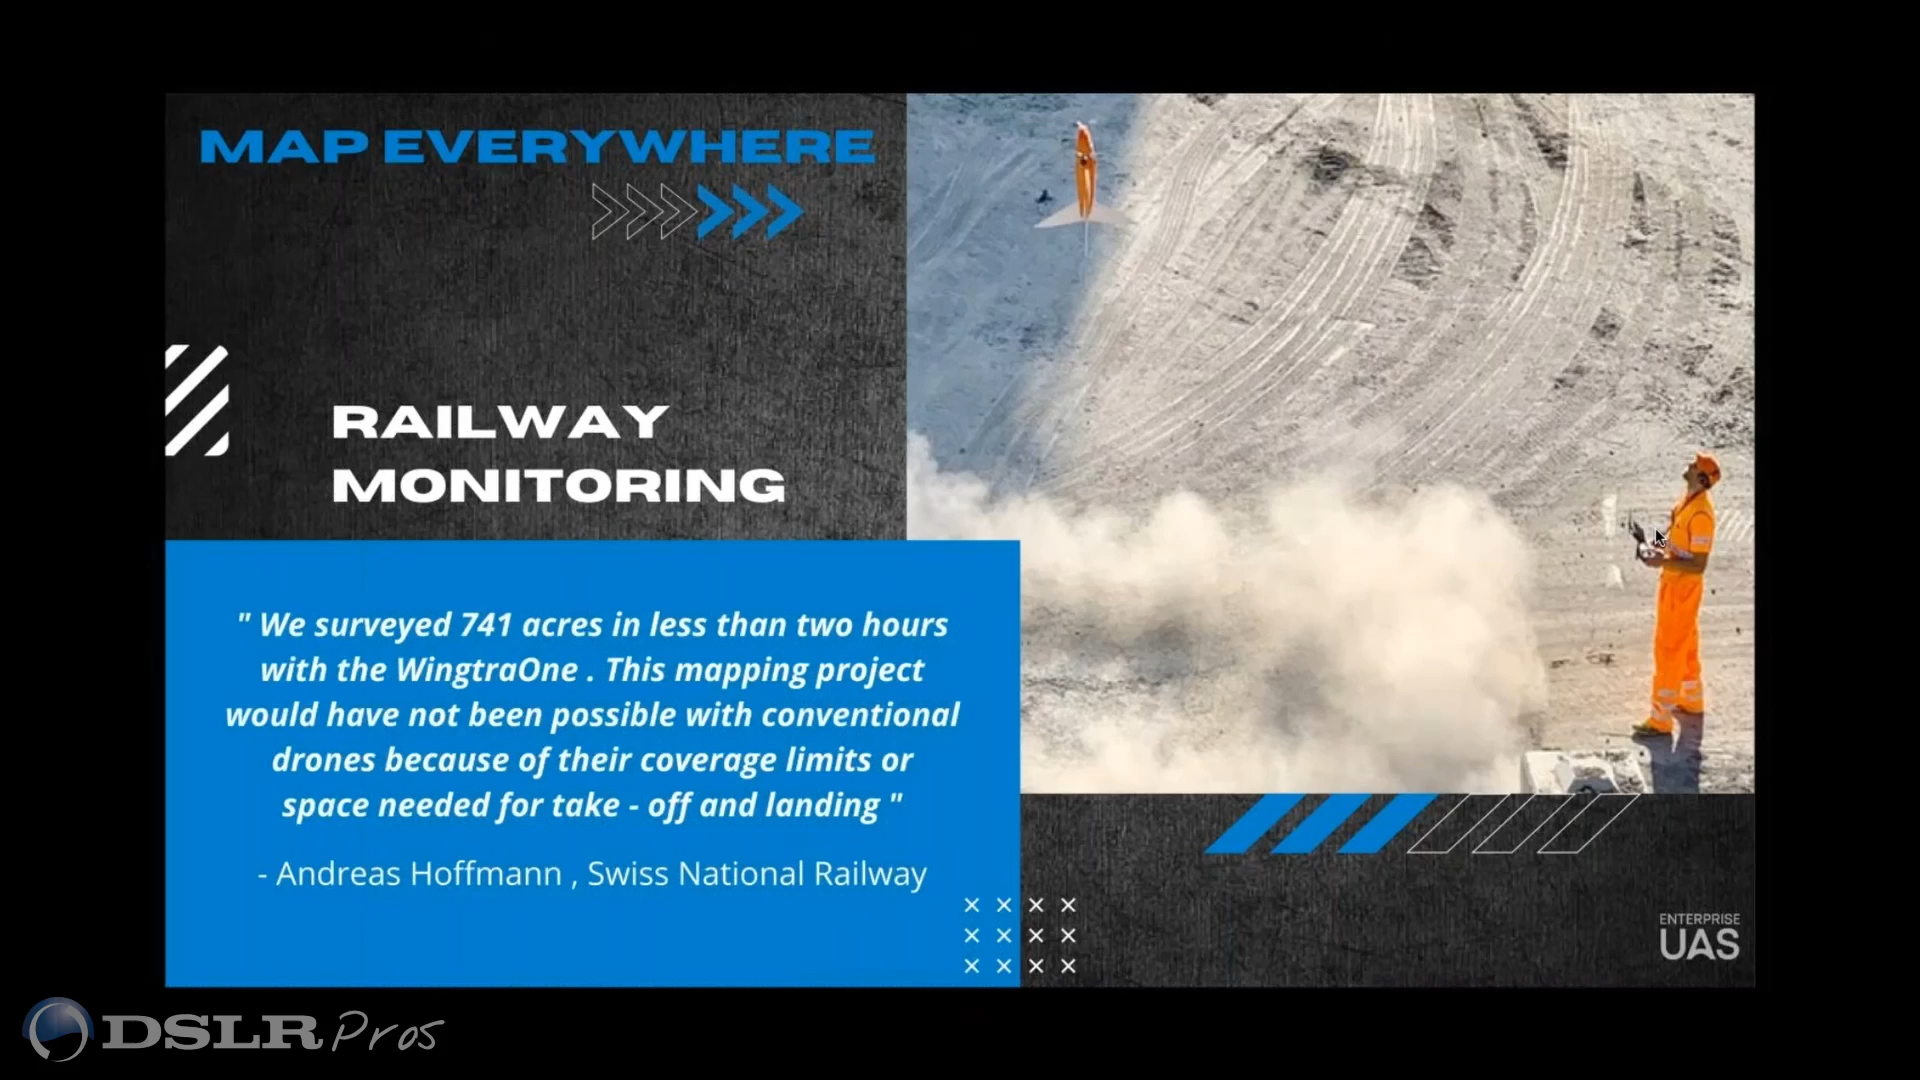 MAP EVERYWHERE
RAILWAY
MONITORING
" We surveyed 741 acres in less than two hours
with the WingtraOne . This mapping project
would have not been possible with conventional
drones because of their coverage limits or
space needed for take - off and landing "
- Andreas Hoffmann , Swiss National Railway
ENTERPRISE
UAS
DSLR Pros